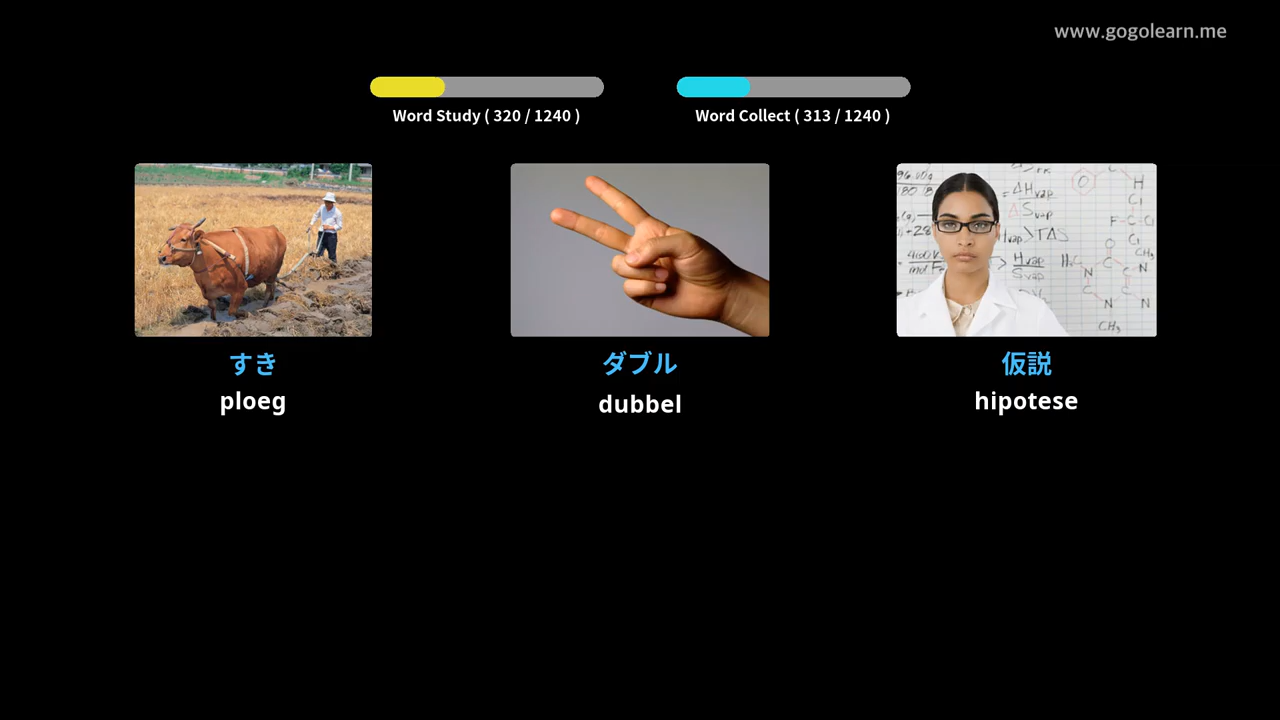 www.gogolearn.me
Word Study ( 320 / 1240 )
Word Collect ( 313 / 1240 )
すき
ダブル
仮説
ploeg
dubbel
hipotese